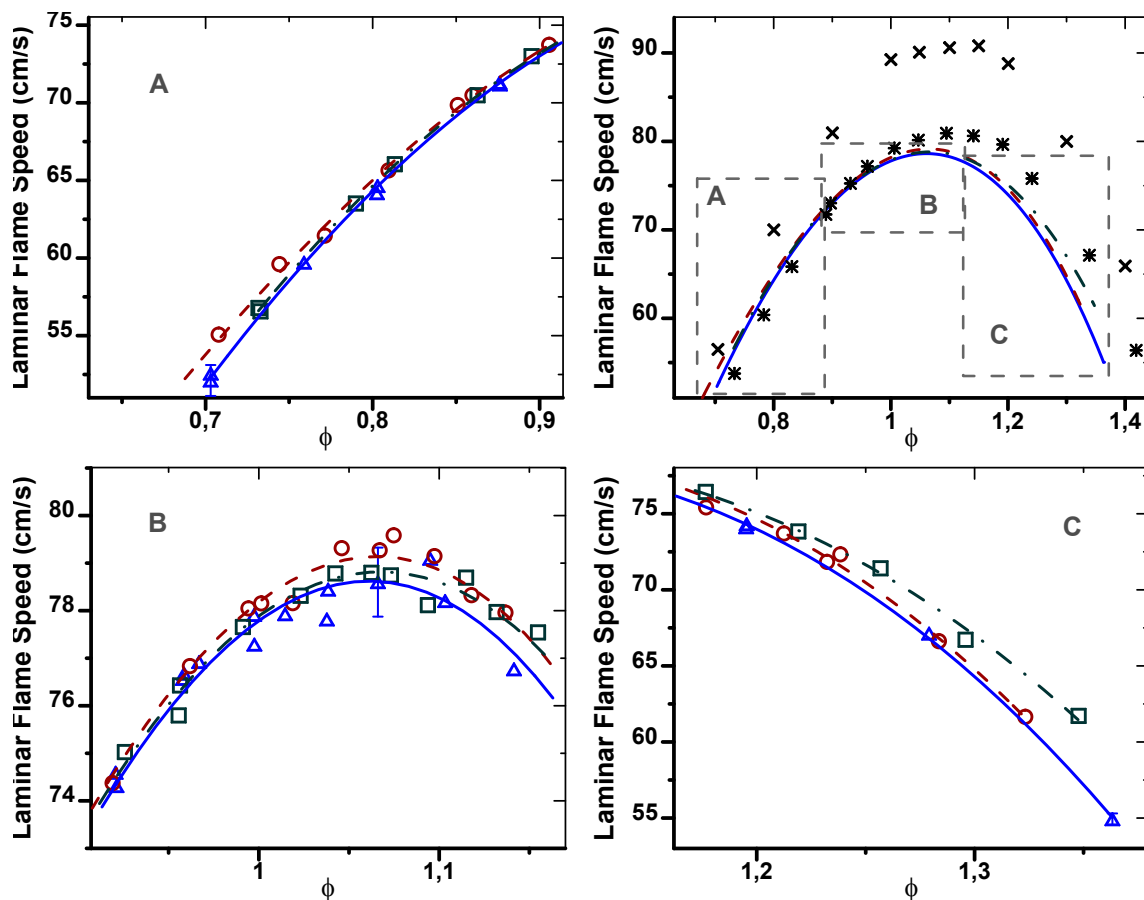 Laminar Flame Speed (cm/s)
75
70
65
60
55
A
0,7
0,8
0,9
ϕ
Laminar Flame Speed (cm/s)
90
80
70
60
A
B
C
0,8
1
1,2
1,4
ϕ
Laminar Flame Speed (cm/s)
80
78
76
74
B
1
1,1
ϕ
Laminar Flame Speed (cm/s)
75
70
65
60
55
C
1,2
1,3
ϕ